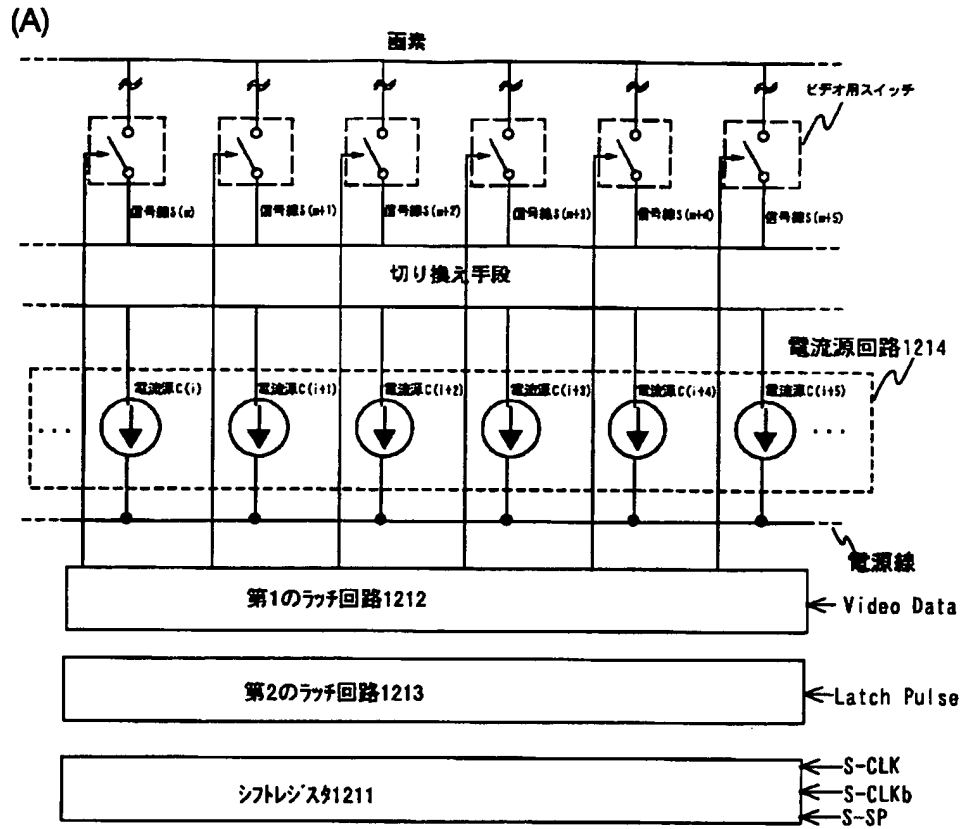 (A)
画素
ビデオ用スイッチ
信号線S(m) 信号線S(m+1) 信号線S(m+2) 信号線S(m+3) 信号線S(m+4) 信号線S(m+5)
切り換え手段
電流源回路1214
電流源C(i) 電流源C(i+1) 電流源C(i+2) 電流源C(i+3) 電流源C(i+4) 電流源C(i+5)
... ...
電源線
第1のラッチ回路1212
Video Data
第2のラッチ回路1213
Latch Pulse
シフトレジスタ1211
S-CLK
S-CLKb
S-SP